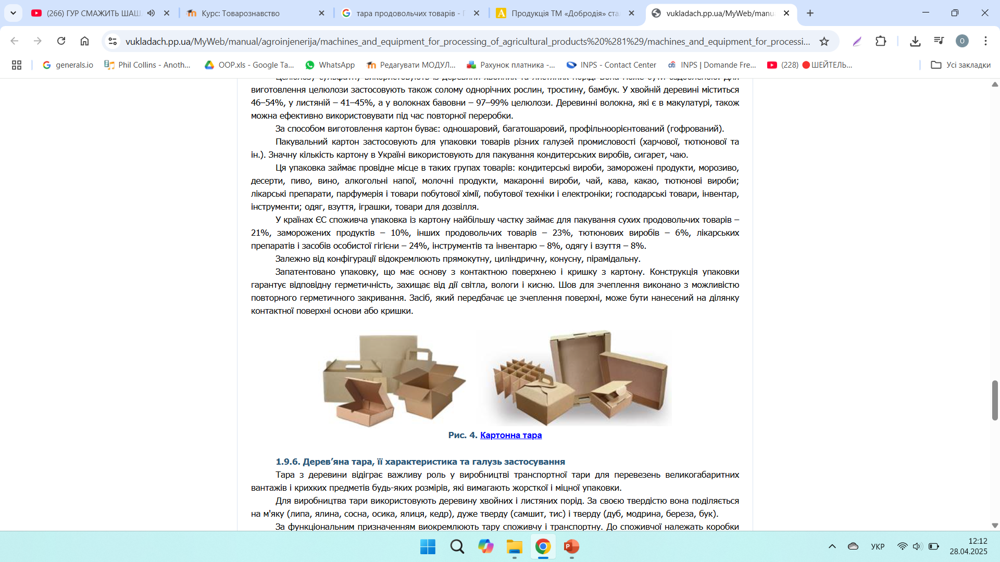 (266) ГУР СМАЖИТЬ ШАШ
Курс: Товарознавство
тара продовольчих товарів - 
Продукція ТМ «Добродія» ста
vukladach.pp.ua/MyWeb/manu
vukladach.pp.ua/MyWeb/manual/agroinjenerija/machines_and_equipment_for_processing_of_agricultural_products%20%281%29/machines_and_equipment_for_processi...
O
generals.io
Phil Collins - Anoth...
OOP.xls - Google Ta...
WhatsApp
Редагувати МОДУЛ...
Рахунок платника -...
INPS - Contact Center
citi
INPS | Domande Fre...
(228) 🔴ШЕЙТЕЛЬ...
Усі закладки
Целюлозу сульфатну використовують із деревини хвойних та листяних порід. Вона може бути оздобленою. Для
виготовлення целюлози застосовують також солому однорічних рослин, тростину, бамбук. У хвойній деревині міститься
46–54%, у листяній – 41–45%, а у волокнах бавовни – 97–99% целюлози. Деревинні волокна, які є в макулатурі, також
можна ефективно використовувати під час повторної переробки.
За способом виготовлення картон буває: одношаровий, багатошаровий, профільноорієнтований (гофрований).
Пакувальний картон застосовують для упаковки товарів різних галузей промисловості (харчової, тютюнової та
ін.). Значну кількість картону в Україні використовують для пакування кондитерських виробів, сигарет, чаю.
Ця упаковка займає провідне місце в таких групах товарів: кондитерські вироби, заморожені продукти, морозиво,
десерти, пиво, вино, алкогольні напої, молочні продукти, макаронні вироби, чай, кава, какао, тютюнові вироби;
лікарські препарати, парфумерія і товари побутової хімії, побутової техніки і електроніки; господарські товари, інвентар,
інструменти; одяг, взуття, іграшки, товари для дозвілля.
У країнах ЄС споживча упаковка із картону найбільшу частку займає для пакування сухих продовольчих товарів –
21%, заморожених продуктів – 10%, інших продовольчих товарів – 23%, тютюнових виробів – 6%, лікарських
препаратів і засобів особистої гігієни – 24%, інструментів та інвентарю – 8%, одягу і взуття – 8%.
Залежно від конфігурації відокремлюють прямокутну, циліндричну, конусну, пірамідальну.
Запатентовано упаковку, що має основу з контактною поверхнею і кришку з картону. Конструкція упаковки
гарантує відповідну герметичність, захищає від дії світла, вологи і кисню. Шов для зчеплення виконано з можливістю
повторного герметичного закривання. Засіб, який передбачає це зчеплення поверхні, може бути нанесений на ділянку
контактної поверхні основи або кришки.
Рис. 4. Картонна тара
1.9.6. Дерев’яна тара, її характеристика та галузь застосування
Тара з деревини відіграє важливу роль у виробництві транспортної тари для перевезень великогабаритних
вантажів і крихких предметів будь-яких розмірів, які вимагають жорсткої і міцної упаковки.
Для виробництва тари використовують деревину хвойних і листяних порід. За своєю твердістю вона поділяється
на м'яку (липа, ялина, сосна, осика, ялиця, кедр), дуже тверду (самшит, тис) і тверду (дуб, модрина, береза, бук).
За функціональним призначенням виокремлюють тару споживчу і транспортну. До споживчої належать коробки
P
УКР
12:12
28.04.2025